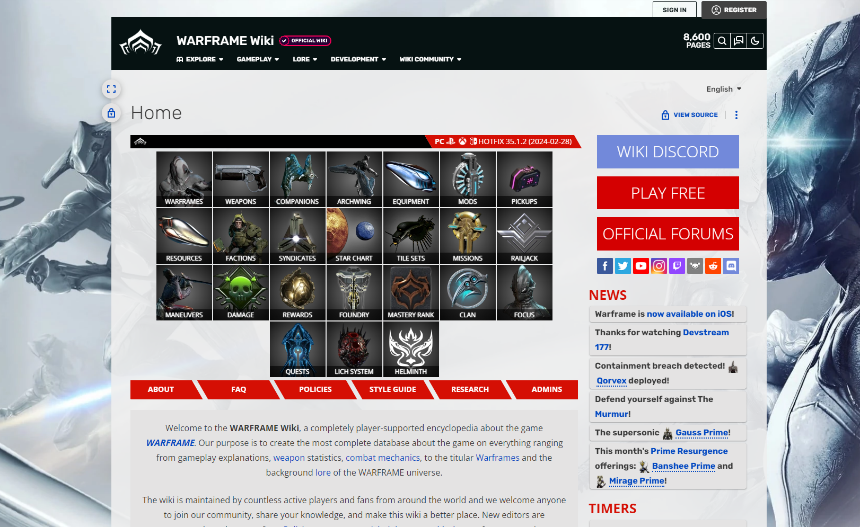 SIGN IN
REGISTER
WARFRAME Wiki
OFFICIAL WIKI
8,600
PAGES
EXPLORE
GAMEPLAY
LORE
DEVELOPMENT
WIKI COMMUNITY
English
Home
VIEW SOURCE
PC
HOTFIX 35.1.2 (2024-02-28)
WARFRAMES
WEAPONS
COMPANIONS
ARCHWING
EQUIPMENT
MODS
PICKUPS
RESOURCES
FACTIONS
SYNDICATES
STAR CHART
TILE SETS
MISSIONS
RAILJACK
MANEUVERS
DAMAGE
REWARDS
FOUNDRY
MASTERY RANK
CLAN
FOCUS
QUESTS
LICH SYSTEM
HELMINTH
ABOUT
FAQ
POLICIES
STYLE GUIDE
RESEARCH
ADMINS
Welcome to the WARFRAME Wiki, a completely player-supported encyclopedia about the game
WARFRAME. Our purpose is to create the most complete database about the game on everything ranging
from gameplay explanations, weapon statistics, combat mechanics, to the titular Warframes and the
background lore of the WARFRAME universe.
The wiki is maintained by countless active players and fans from around the world and we welcome anyone
to join our community, share your knowledge, and make this wiki a better place. New editors are
WIKI DISCORD
PLAY FREE
OFFICIAL FORUMS
NEWS
Warframe is now available on iOS!
Thanks for watching Devstream
177!
Containment breach detected!
Qorvex deployed!
Defend yourself against The
Murmur!
The supersonic Gauss Prime!
This month's Prime Resurgence
offerings: Banshee Prime and
Mirage Prime!
TIMERS